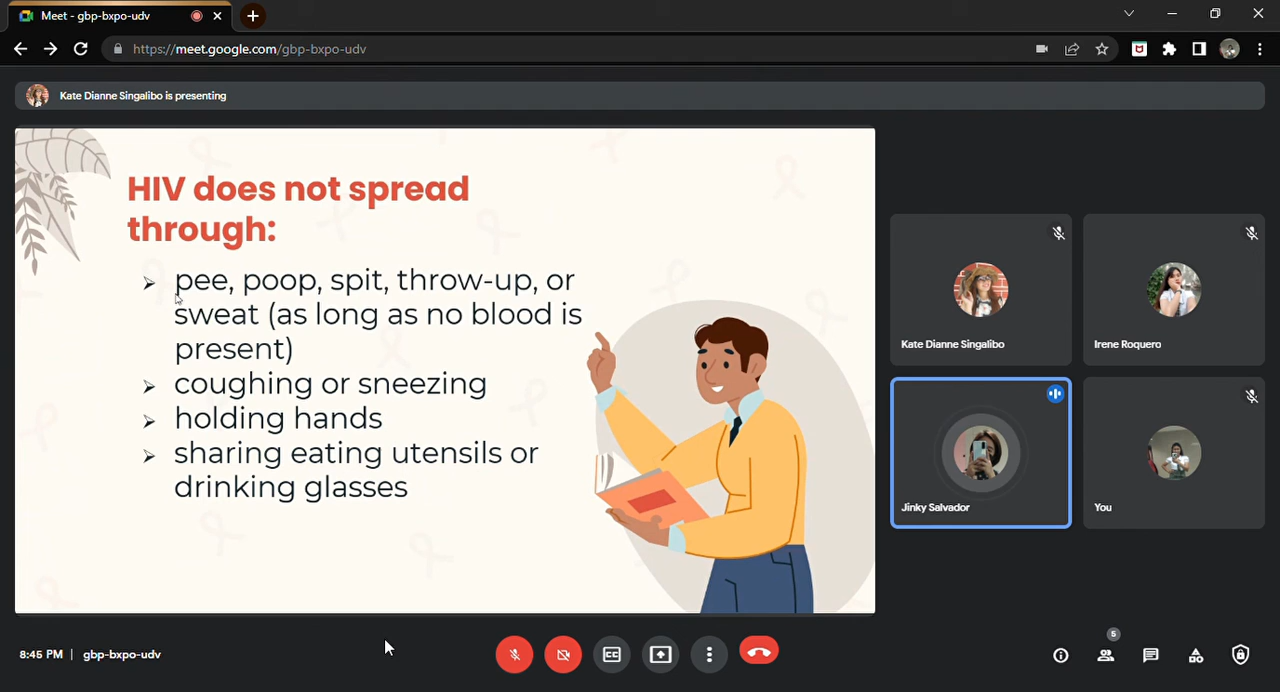 Meet - gbp-bxpo-udv
https://meet.google.com/gbp-bxpo-udv
Kate Dianne Singalibo is presenting
HIV does not spread
through:
➢ pee, poop, spit, throw-up, or
sweat (as long as no blood is
present)
➢ coughing or sneezing
➢ holding hands
➢ sharing eating utensils or
drinking glasses
Kate Dianne Singalibo
Irene Roquero
Jinky Salvador
You
8:45 PM | gbp-bxpo-udv
CC
5